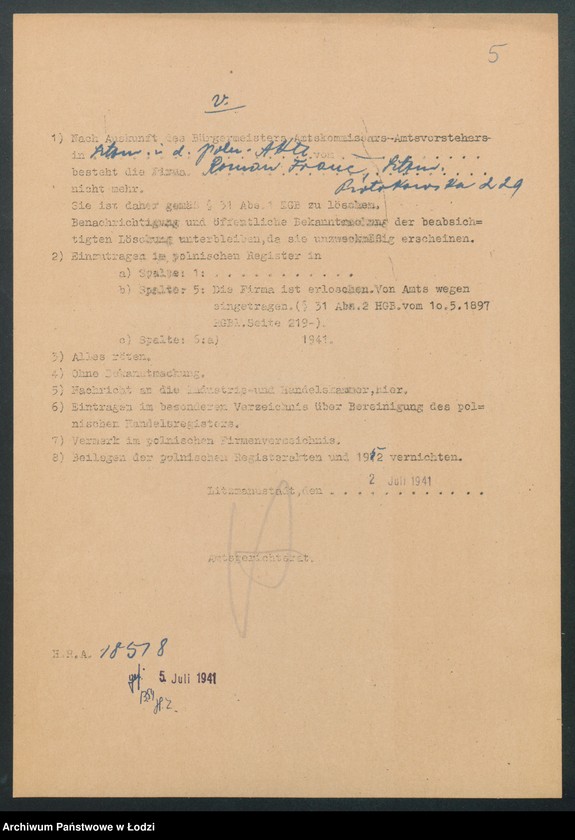 5
V.
1) Nach Auskunft des Bürgermeisters-Amtskommissars-Amtsvorstehers
in Litzm. i. d. poln. Akte von . . . . . .
besteht die Firma Roman Franc, Litzm.
nicht mehr. Piotrkowska 229
Sie ist daher gemäß § 31 Abs.1 HGB zu löschen.
Benachrichtigung und öffentliche Bekanntmachung der beabsich=
tigten Löschung unterbleiben,da sie unzweckmäßig erscheinen.
2) Einzutragen im polnischen Register in
a) Spalte: 1: . . . . . . . . . . . .
b) Spalte: 5: Die Firma ist erloschen.Von Amts wegen
eingetragen.(§ 31 Abs.2 HGB.vom 10.5.1897
RGBl.Seite 219-).
c) Spalte: 6:a) 1941.
3) Alles röten.
4) Ohne Bekanntmachung.
5) Nachricht an die Industrie-und Handelskammer,hier.
6) Eintragen im besonderen Verzeichnis über Bereinigung des pol=
nischen Handelsregisters.
7) Vermerk im polnischen Firmenverzeichnis.
8) Beilagen der polnischen Registerakten und 1952 vernichten.
2 Juli 1941
Litzmannstadt,den . . . . . . . . . . . . .
Amtsgerichtsrat.
H.R.A. 18518
gef. 5. Juli 1941
Archiwum Państwowe w Łodzi